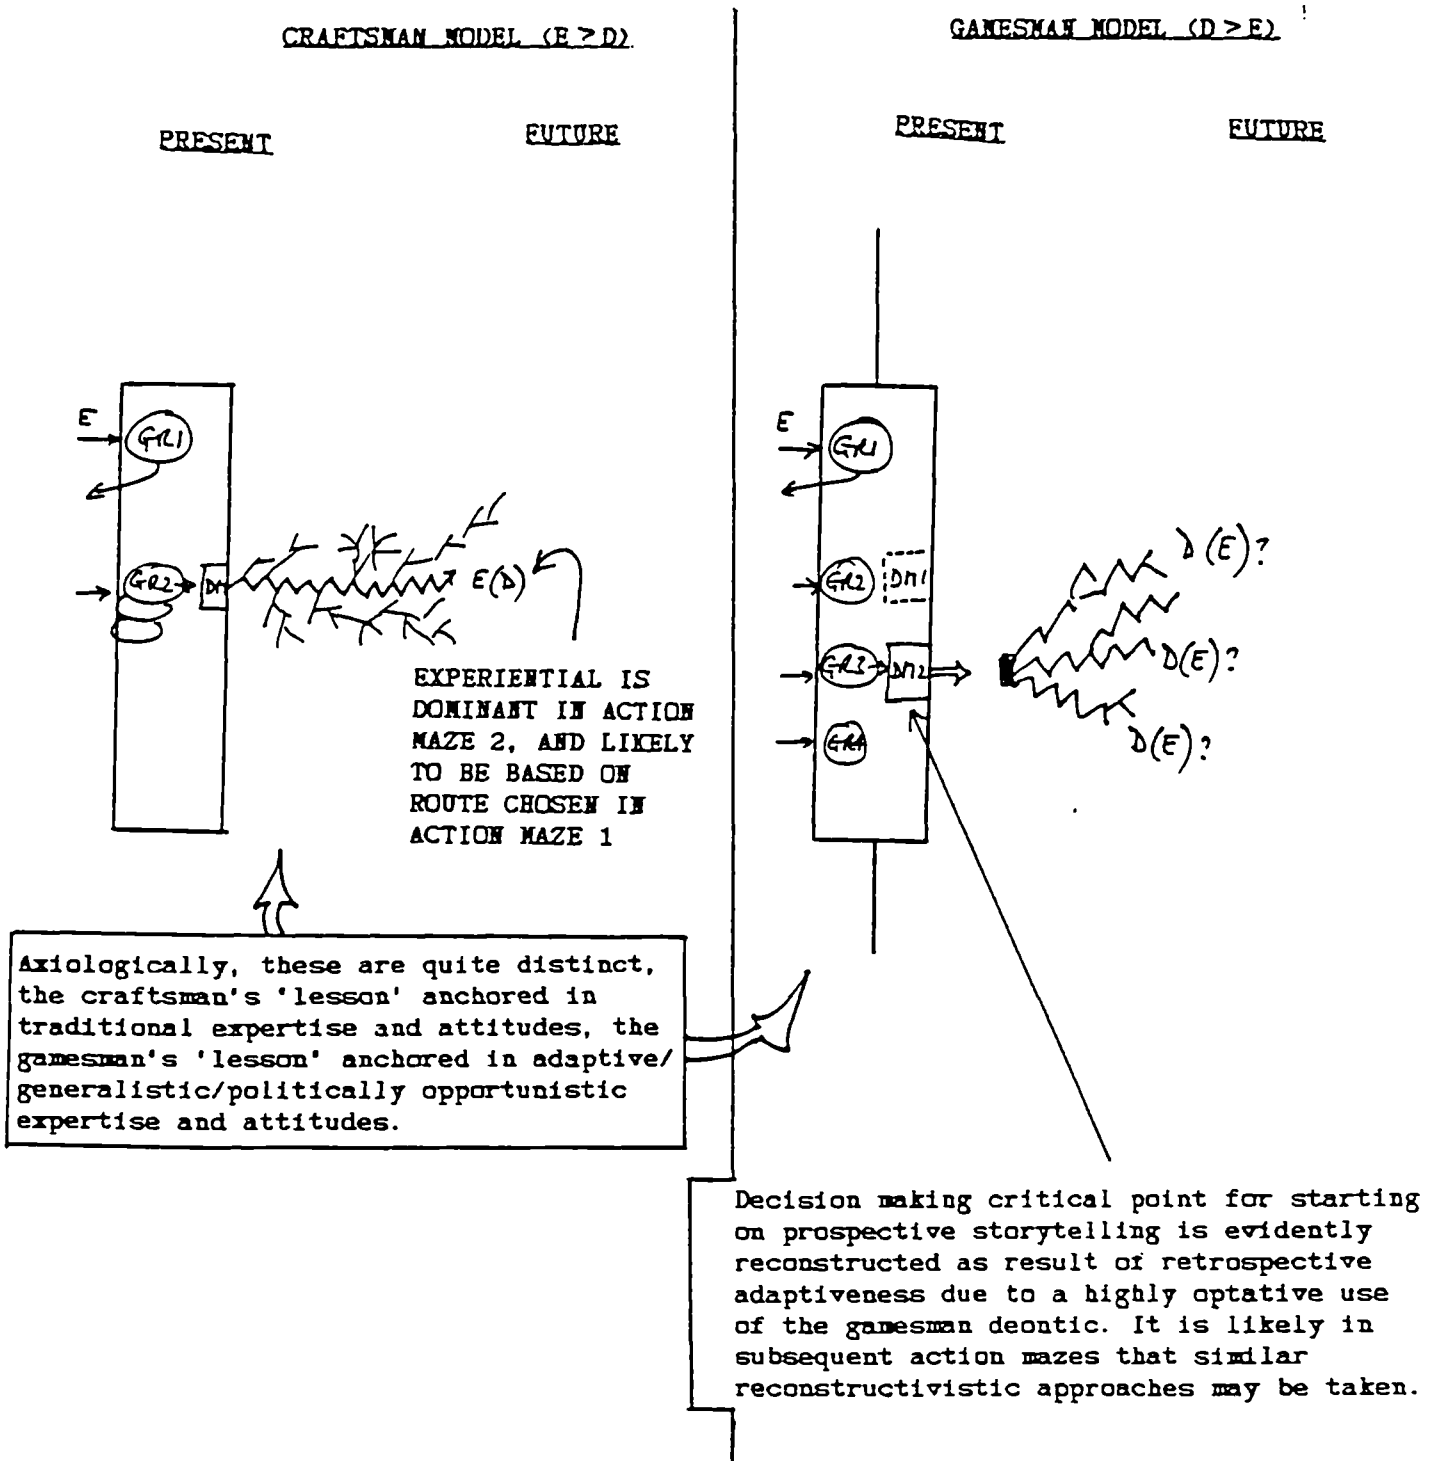 CRAFTSMAN MODEL (E > D)
PRESENT
FUTURE
E
GR1
GR2
DM
E(D)
EXPERIENTIAL IS
DOMINANT IN ACTION
MAZE 2, AND LIKELY
TO BE BASED ON
ROUTE CHOSEN IN
ACTION MAZE 1
Axiologically, these are quite distinct,
the craftsman's 'lesson' anchored in
traditional expertise and attitudes, the
gamesman's 'lesson' anchored in adaptive/
generalistic/politically opportunistic
expertise and attitudes.
GAMESMAN MODEL (D > E)
PRESENT
FUTURE
E
GR1
GR2
DM1
GR3
DM2
GR4
D(E)?
D(E)?
D(E)?
Decision making critical point for starting
on prospective storytelling is evidently
reconstructed as result of retrospective
adaptiveness due to a highly optative use
of the gamesman deontic. It is likely in
subsequent action mazes that similar
reconstructivistic approaches may be taken.